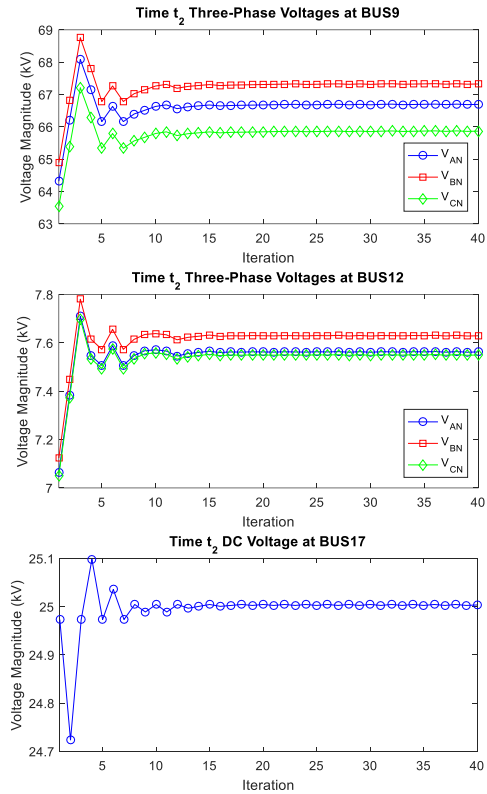 Time t2 Three-Phase Voltages at BUS9
Voltage Magnitude (kV)
69
68
67
66
65
64
63
5
10
15
20
25
30
35
40
Iteration
VAN
VBN
VCN
Time t2 Three-Phase Voltages at BUS12
Voltage Magnitude (kV)
7.8
7.6
7.4
7.2
7
5
10
15
20
25
30
35
40
Iteration
VAN
VBN
VCN
Time t2 DC Voltage at BUS17
Voltage Magnitude (kV)
25.1
25
24.9
24.8
24.7
5
10
15
20
25
30
35
40
Iteration